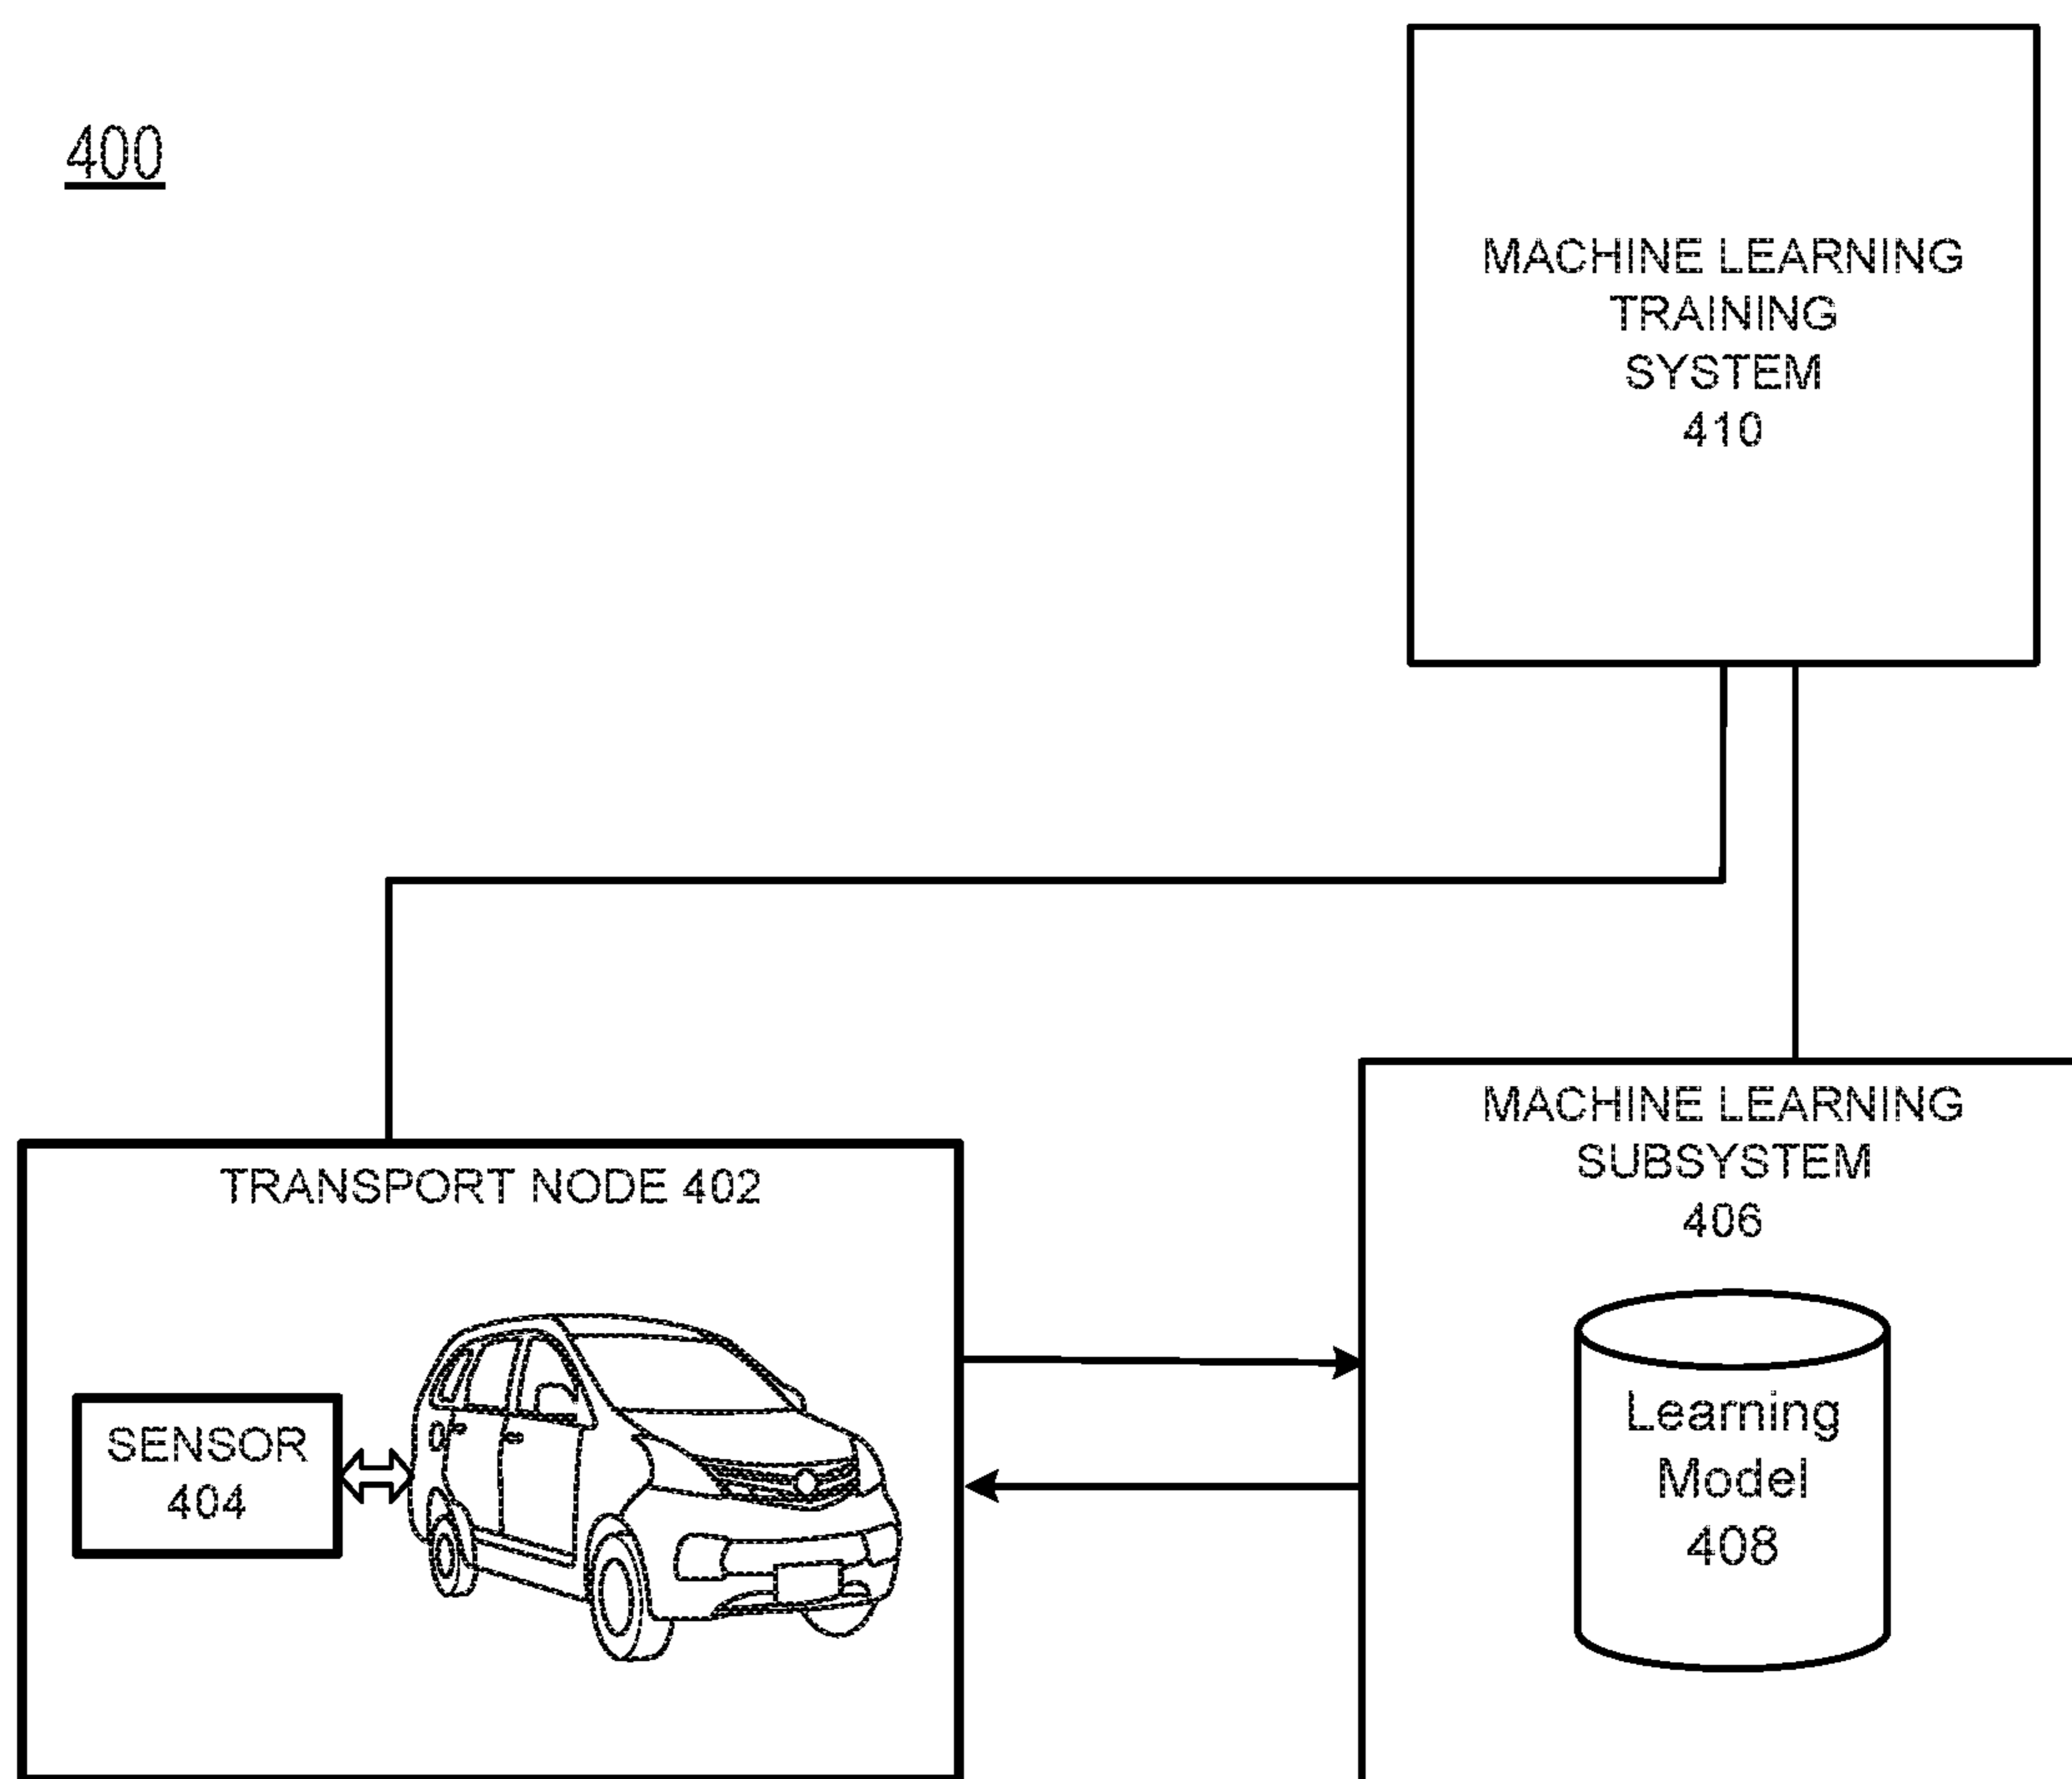 400
MACHINE LEARNING
TRAINING
SYSTEM
410
TRANSPORT NODE 402
SENSOR
404
MACHINE LEARNING
SUBSYSTEM
406
Learning
Model
408